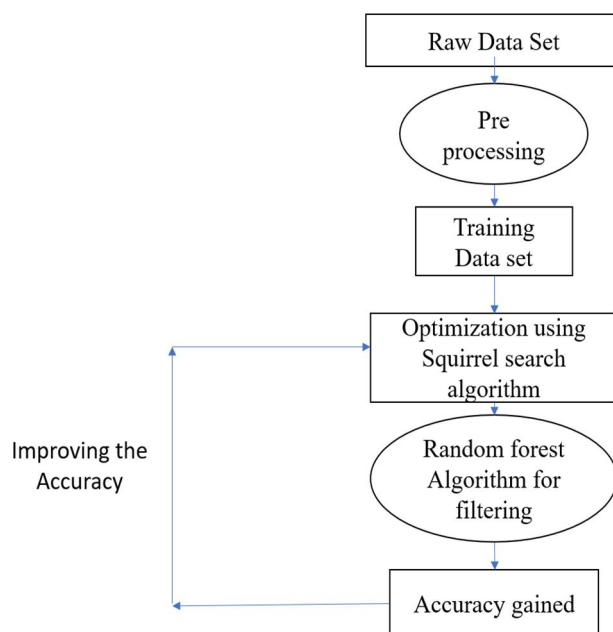 Raw Data Set
Pre
processing
Training
Data set
Optimization using
Squirrel search
algorithm
Improving the
Accuracy
Random forest
Algorithm for
filtering
Accuracy gained